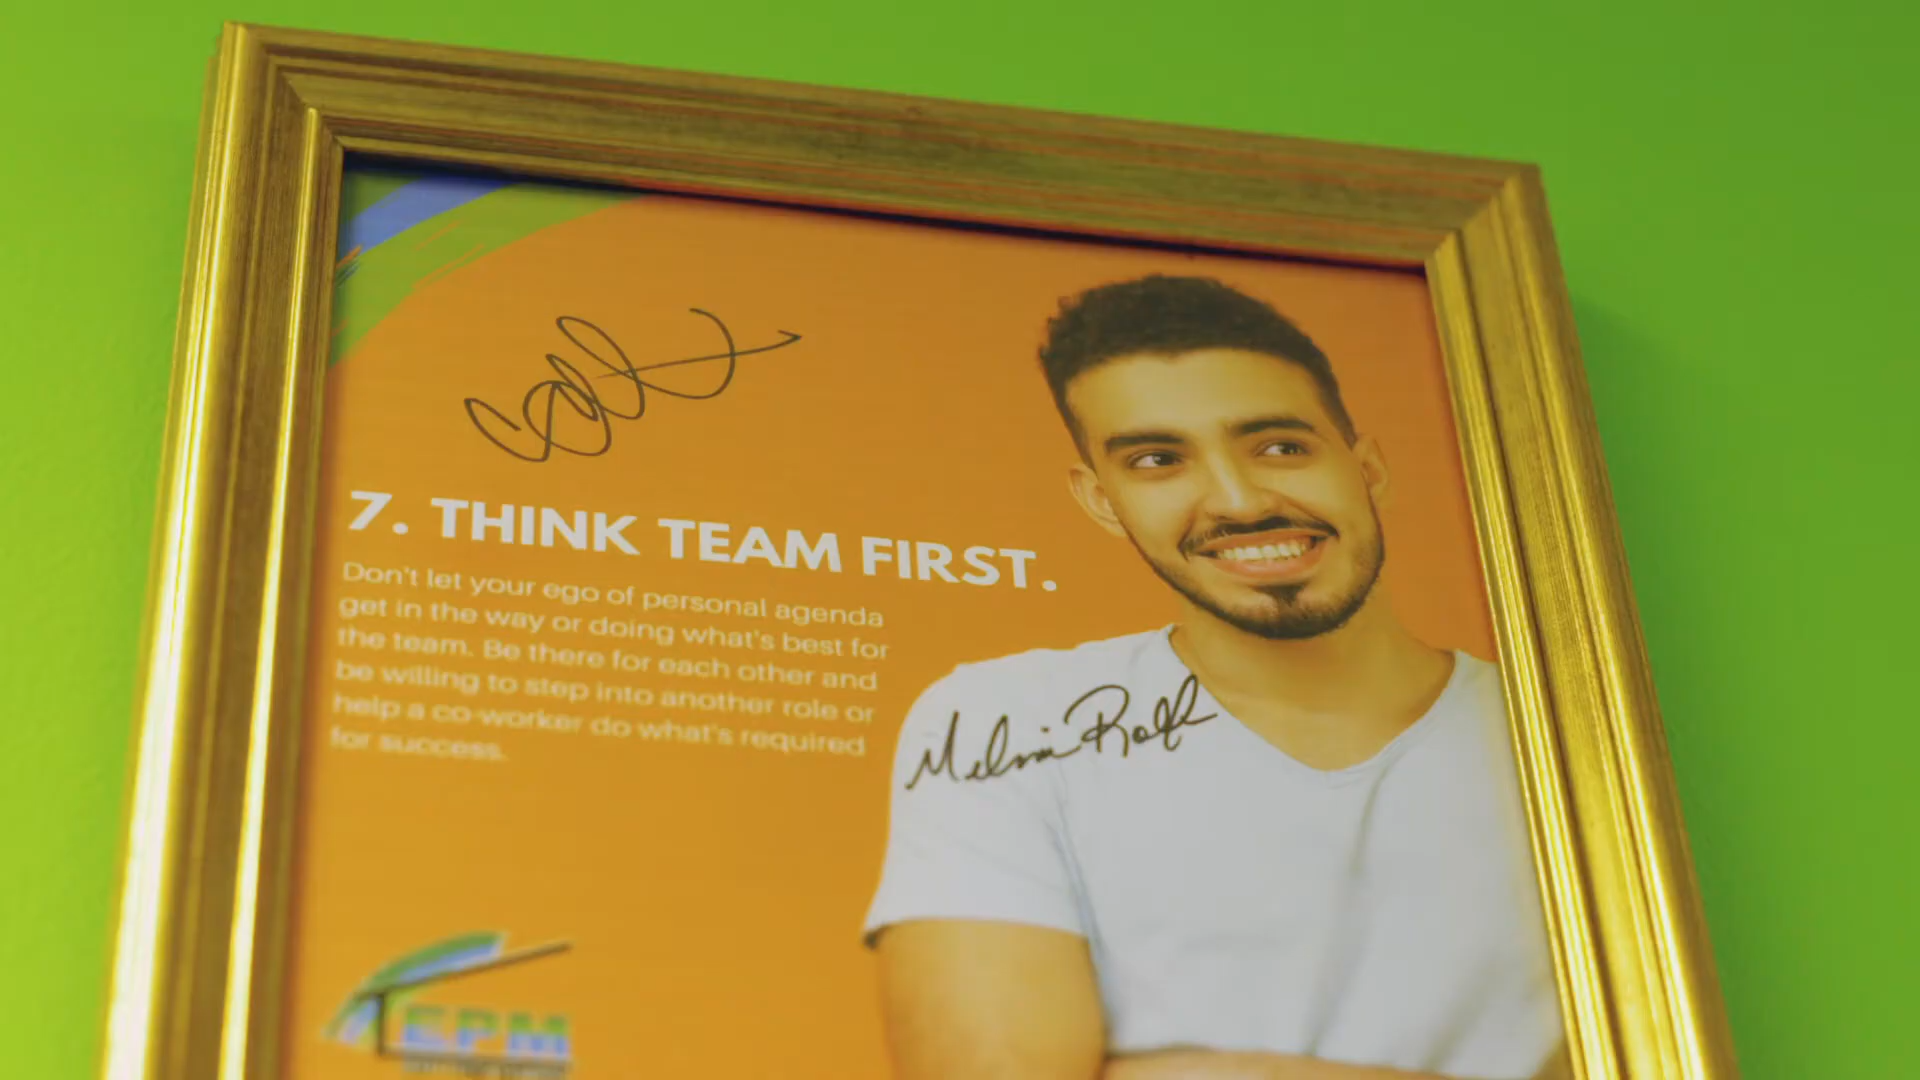 7. THINK TEAM FIRST.
Don't let your ego of personal agenda
get in the way or doing what's best for
the team. Be there for each other and
be willing to step into another role or
help a co-worker do what's required
for success.
EPM